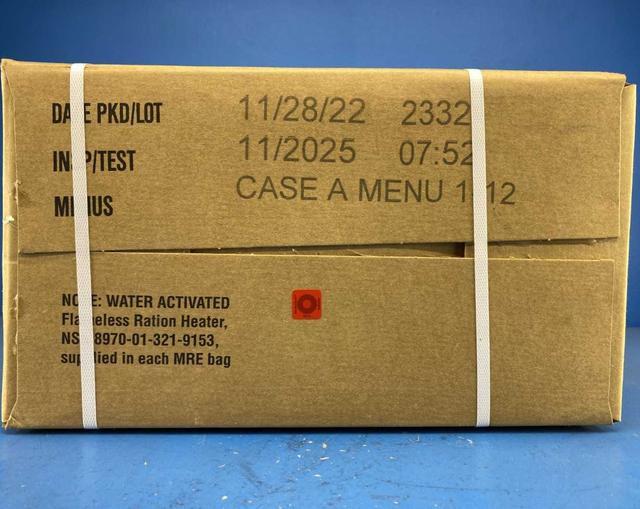 DATE PKD/LOT 11/28/22 2332
INSP/TEST 11/2025 07:52
MENUS CASE A MENU 1-12
NOTE: WATER ACTIVATED
Flameless Ration Heater,
NSN 8970-01-321-9153,
supplied in each MRE bag